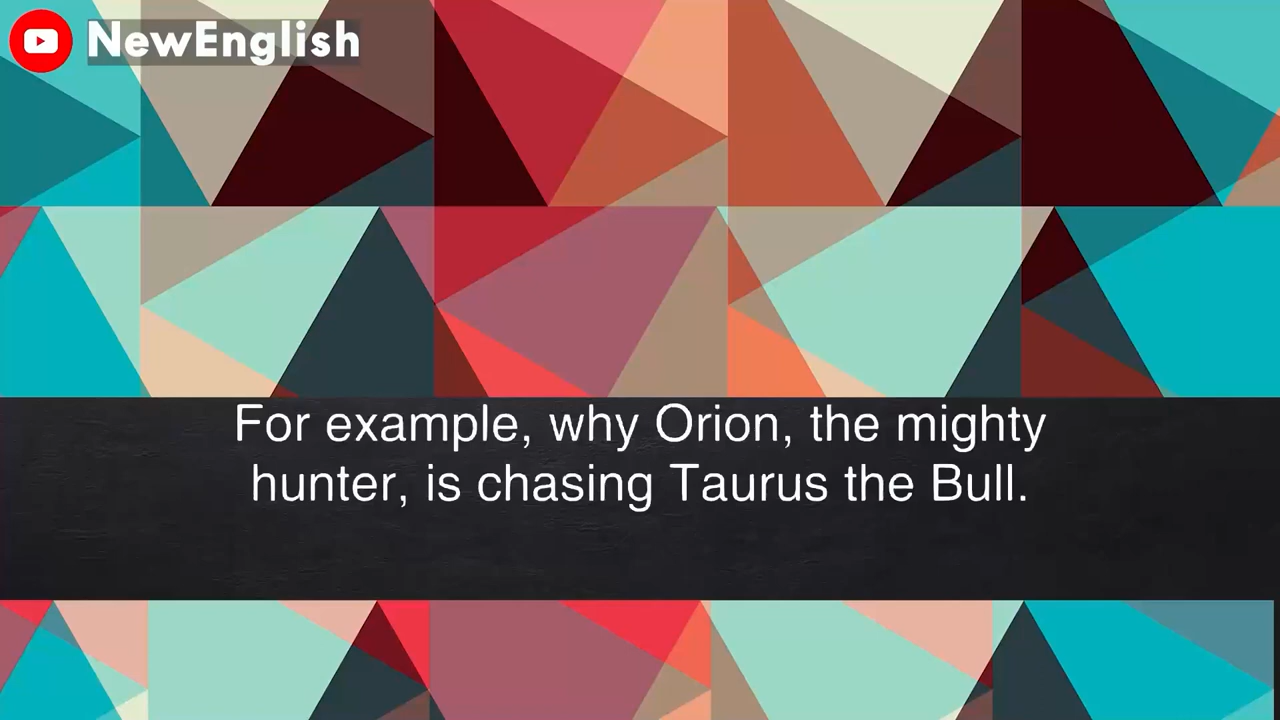 NewEnglish
For example, why Orion, the mighty
hunter, is chasing Taurus the Bull.